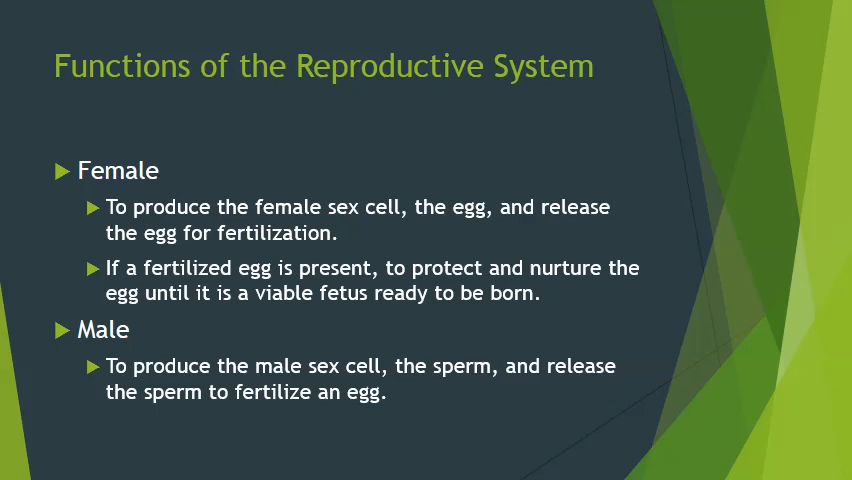 Functions of the Reproductive System
Female
To produce the female sex cell, the egg, and release
the egg for fertilization.
If a fertilized egg is present, to protect and nurture the
egg until it is a viable fetus ready to be born.
Male
To produce the male sex cell, the sperm, and release
the sperm to fertilize an egg.